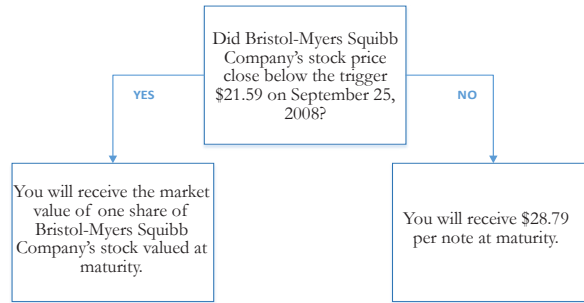 Did Bristol-Myers Squibb
Company's stock price
close below the trigger
$21.59 on September 25,
2008?
YES
NO
You will receive the market
value of one share of
Bristol-Myers Squibb
Company's stock valued at
maturity.
You will receive $28.79
per note at maturity.